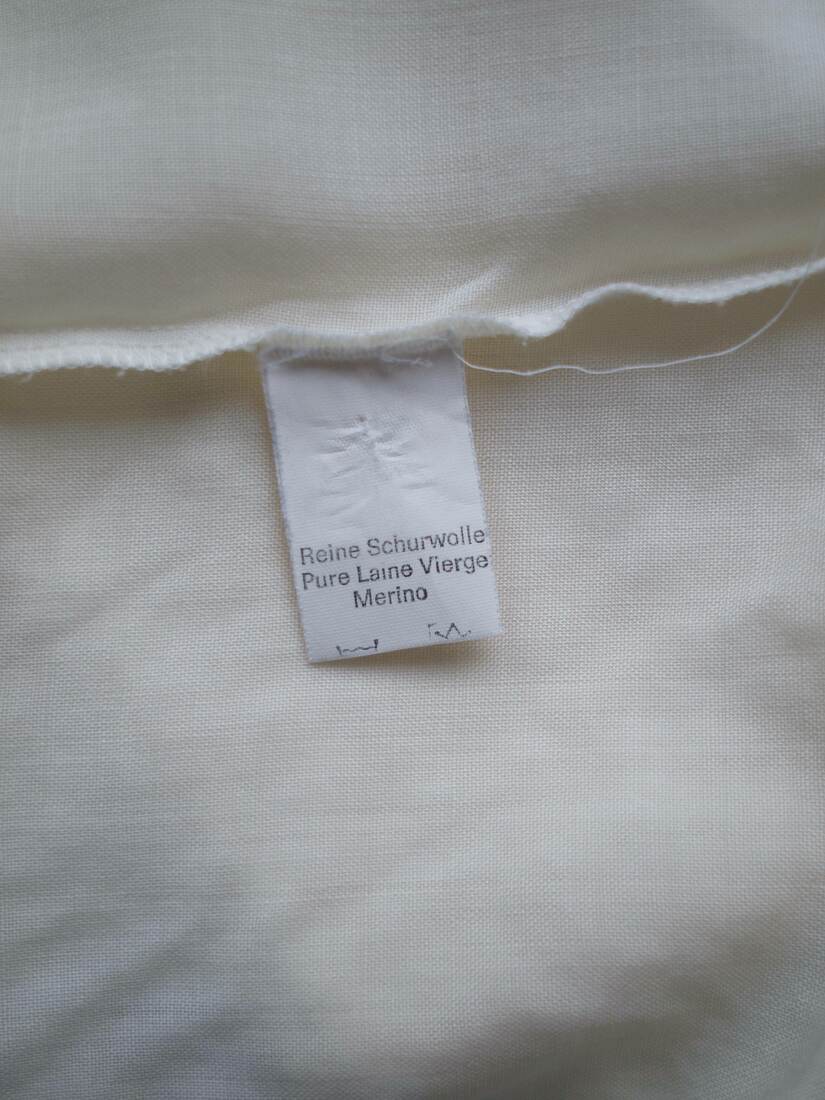 Reine Schurwolle
Pure Laine Vierge
Merino